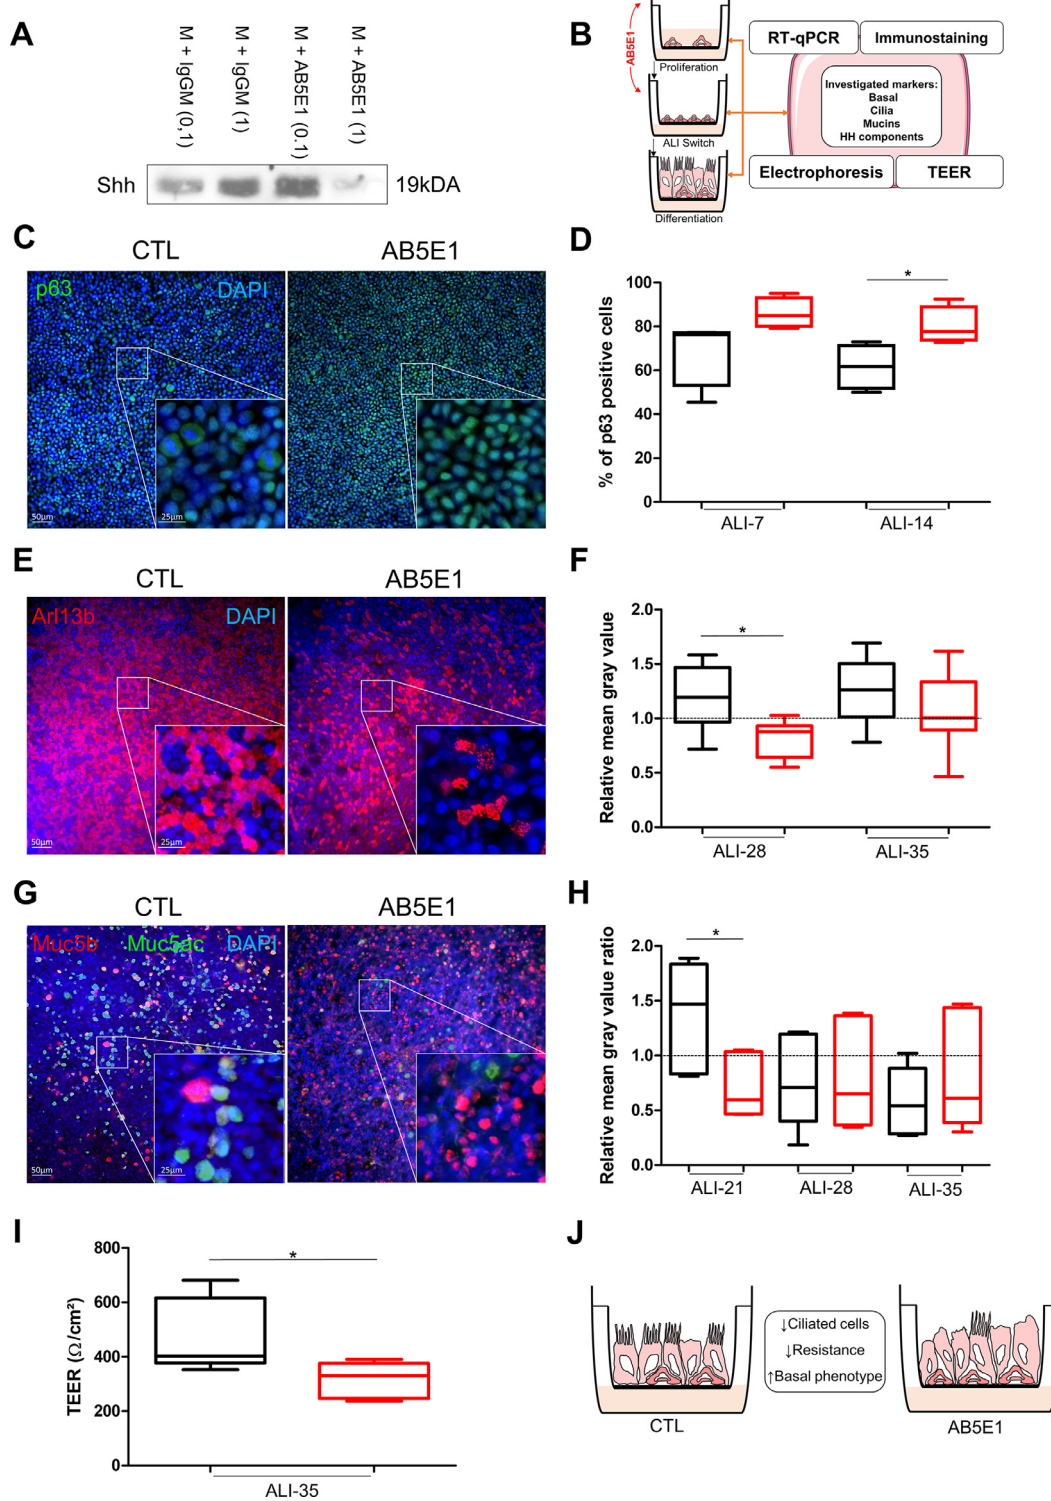 A
M + IgGM (0,1)
M + IgGM (1)
M + AB5E1 (0.1)
M + AB5E1 (1)
Shh
19kDA
B
AB5E1
Proliferation
ALI Switch
Differentiation
RT-qPCR
Immunostaining
Investigated markers:
Basal
Cilia
Mucins
HH components
Electrophoresis
TEER
C
CTL
AB5E1
p63
DAPI
50µm
25µm
D
% of p63 positive cells
100
80
60
40
20
0
*
ALI-7
ALI-14
E
CTL
AB5E1
Arl13b
DAPI
50µm
25µm
F
Relative mean gray value
2.0
1.5
1.0
0.5
0.0
*
ALI-28
ALI-35
G
CTL
AB5E1
Muc5b
Muc5ac
DAPI
50µm
25µm
H
Relative mean gray value ratio
2.0
1.5
1.0
0.5
0.0
*
ALI-21
ALI-28
ALI-35
I
TEER (Ω/cm²)
800
600
400
200
0
*
ALI-35
J
↓Ciliated cells
↓Resistance
↑Basal phenotype
CTL
AB5E1